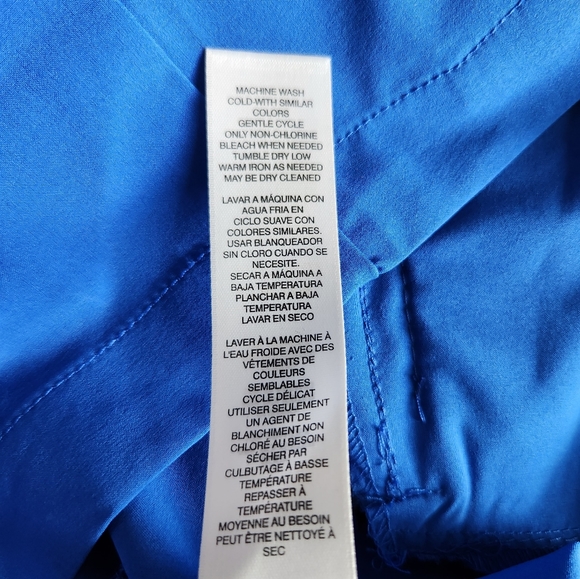 MACHINE WASH
COLD-WITH SIMILAR
COLORS
GENTLE CYCLE
ONLY NON-CHLORINE
BLEACH WHEN NEEDED
TUMBLE DRY LOW
WARM IRON AS NEEDED
MAY BE DRY CLEANED
LAVAR A MÁQUINA CON
AGUA FRIA EN
CICLO SUAVE CON
COLORES SIMILARES.
USAR BLANQUEADOR
SIN CLORO CUANDO SE
NECESITE.
SECAR A MÁQUINA A
BAJA TEMPERATURA
PLANCHAR A BAJA
TEMPERATURA
LAVAR EN SECO
LAVER À LA MACHINE À
L'EAU FROIDE AVEC DES
VÊTEMENTS DE
COULEURS
SEMBLABLES
CYCLE DÉLICAT
UTILISER SEULEMENT
UN AGENT DE
BLANCHIMENT NON
CHLORÉ AU BESOIN
SÉCHER PAR
CULBUTAGE À BASSE
TEMPÉRATURE
REPASSER À
TEMPÉRATURE
MOYENNE AU BESOIN
PEUT ÊTRE NETTOYÉ À
SEC